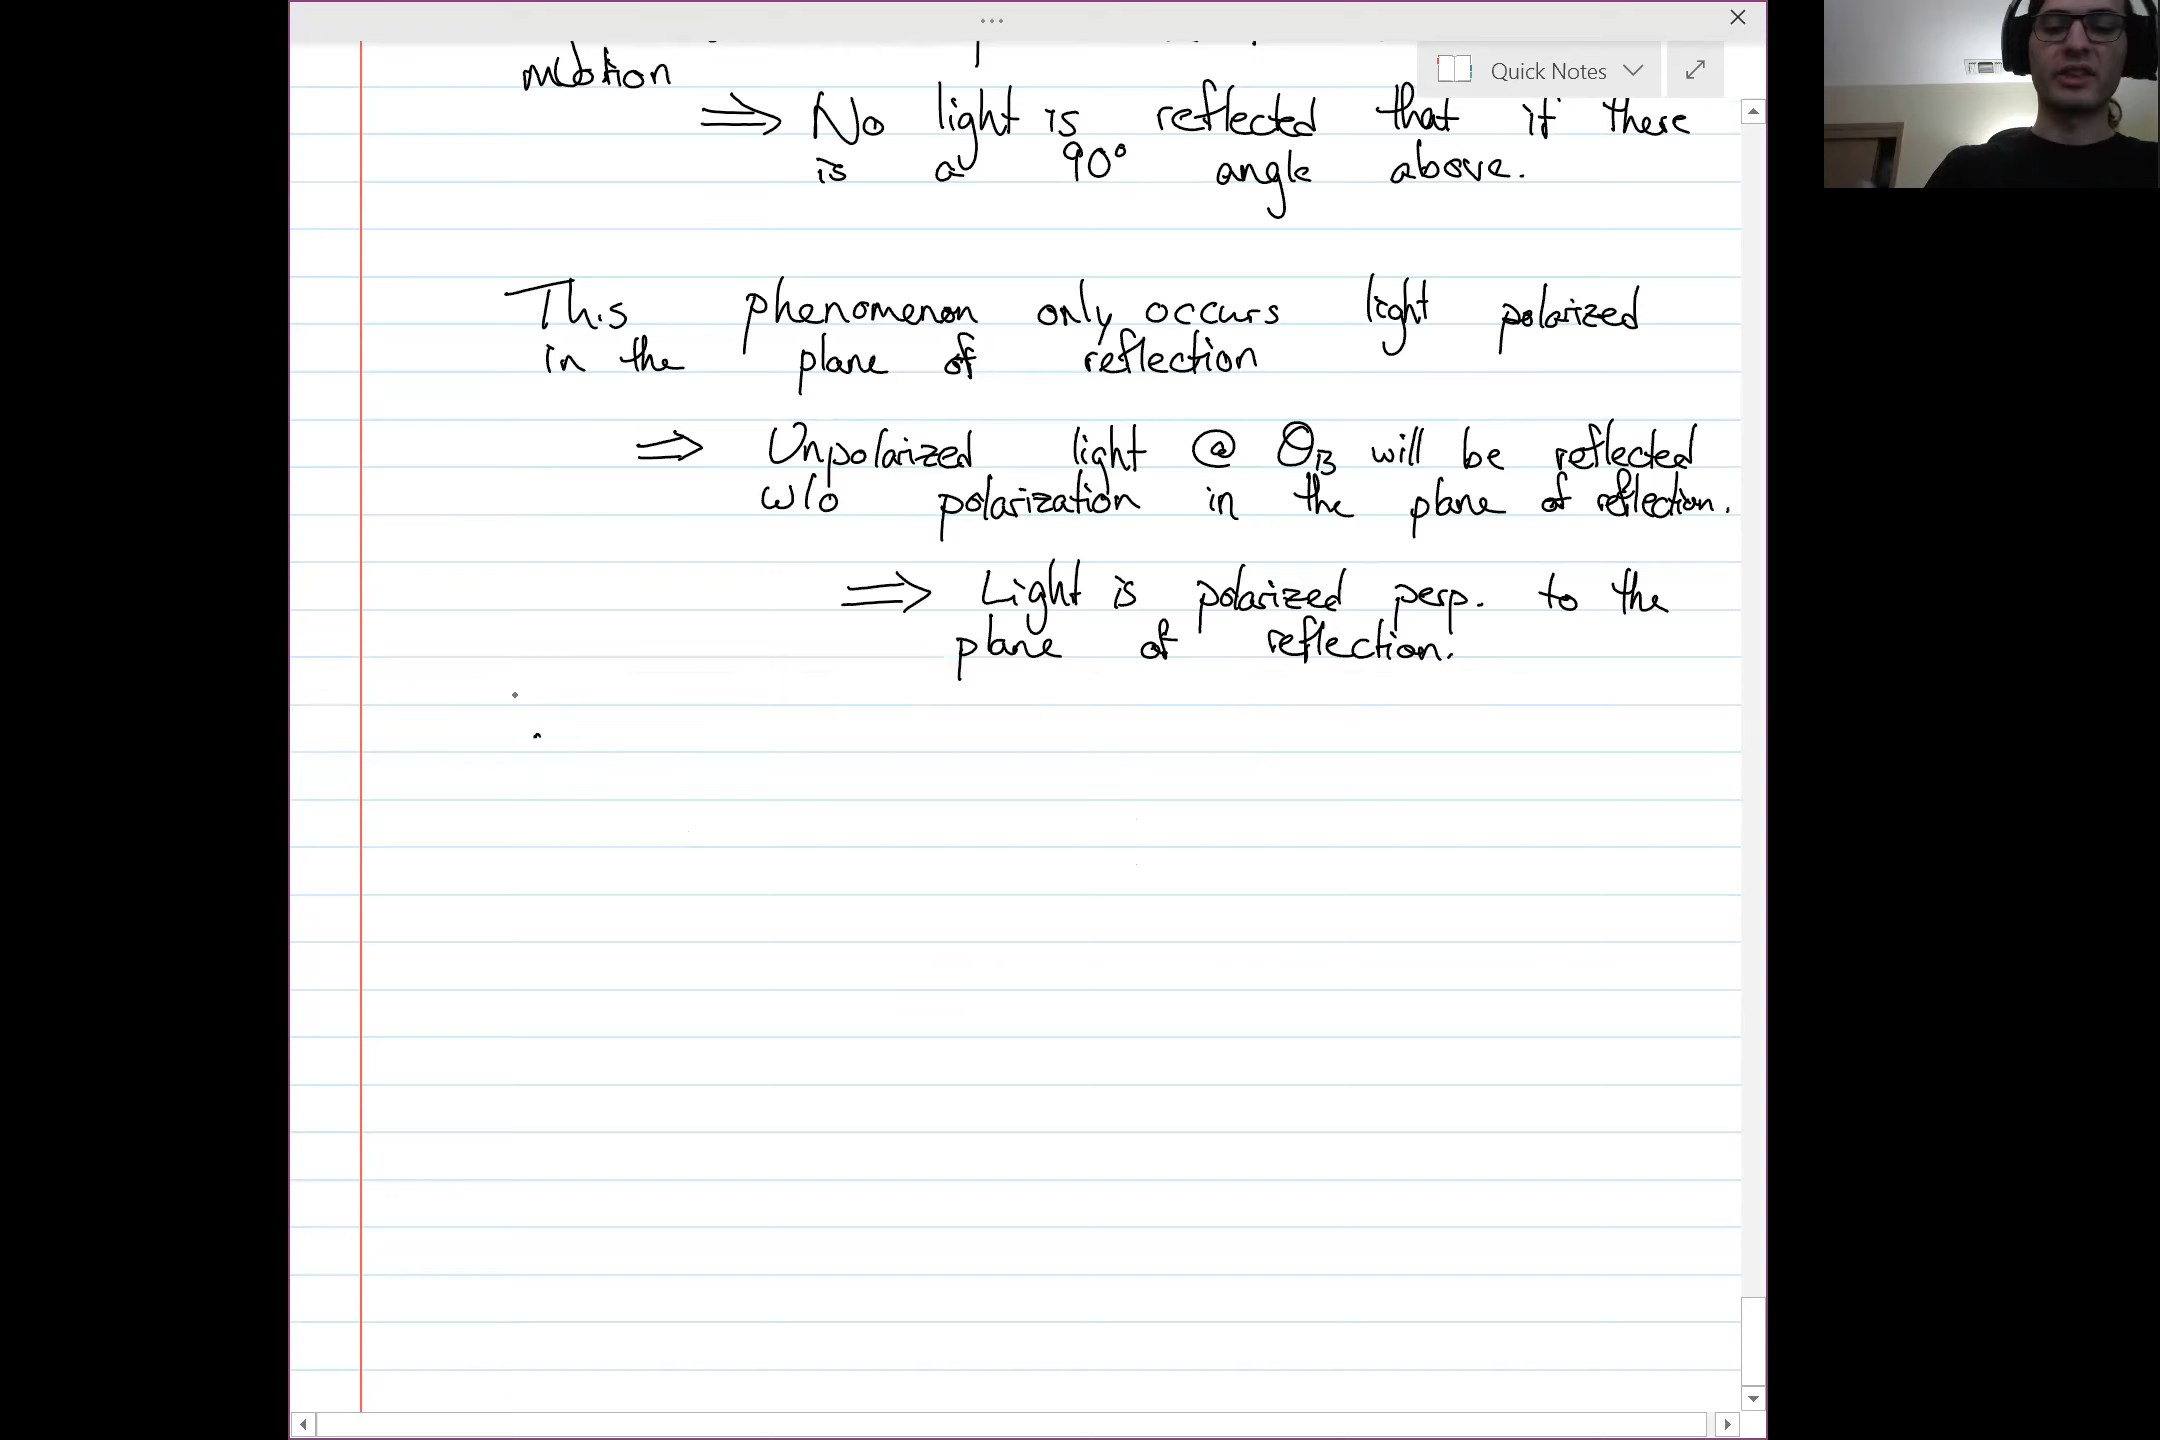 motion
Quick Notes
⇒ No light is reflected that if there
is a 90° angle above.
This phenomenon only occurs light polarized
in the plane of reflection
⇒ Unpolarized light @ θB will be reflected
w/o polarization in the plane of reflection.
⇒ Light is polarized perp. to the
plane of reflection.